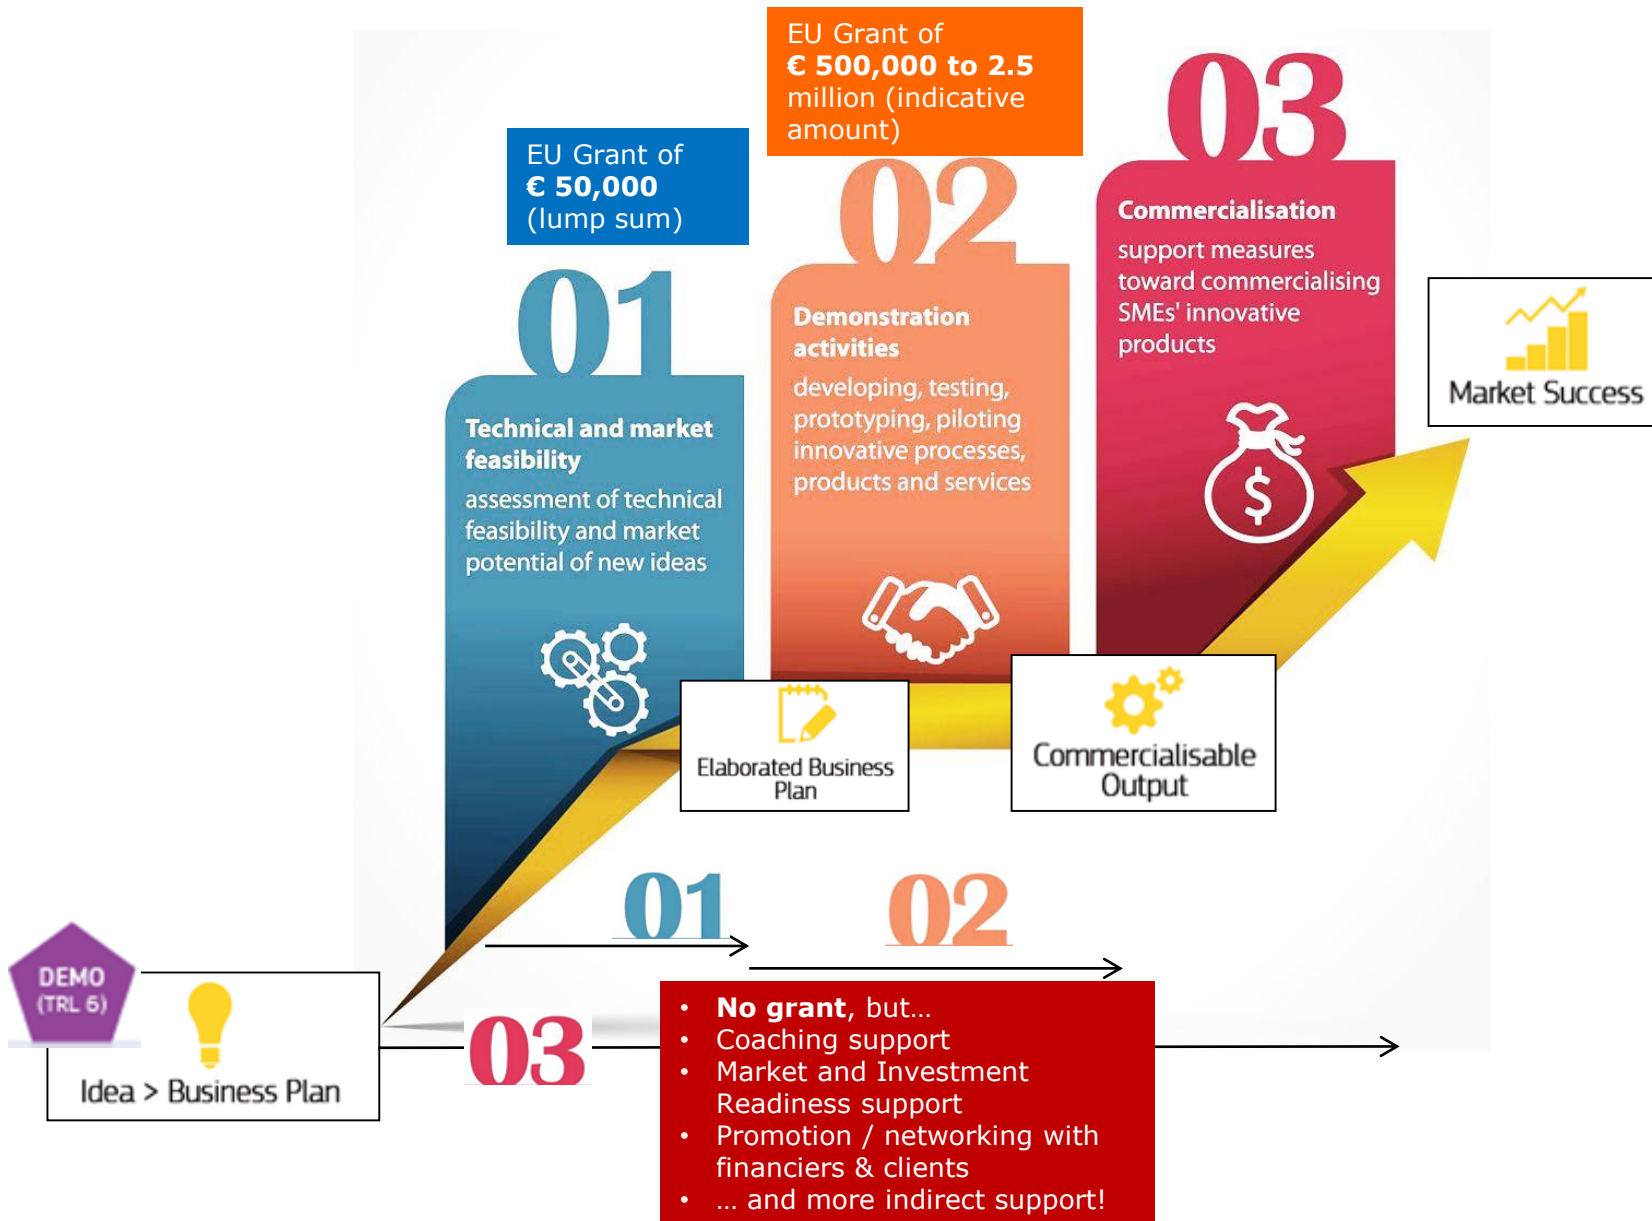 EU Grant of
€ 500,000 to 2.5
million (indicative
amount)
03
EU Grant of
€ 50,000
(lump sum)
02
Commercialisation
support measures
toward commercialising
SMEs' innovative
products
01
Demonstration
activities
developing, testing,
prototyping, piloting
innovative processes,
products and services
Market Success
Technical and market
feasibility
assessment of technical
feasibility and market
potential of new ideas
$
Elaborated Business
Plan
Commercialisable
Output
01
02
DEMO
(TRL 6)
Idea > Business Plan
03
• No grant, but...
• Coaching support
• Market and Investment
Readiness support
• Promotion / networking with
financiers & clients
• ... and more indirect support!